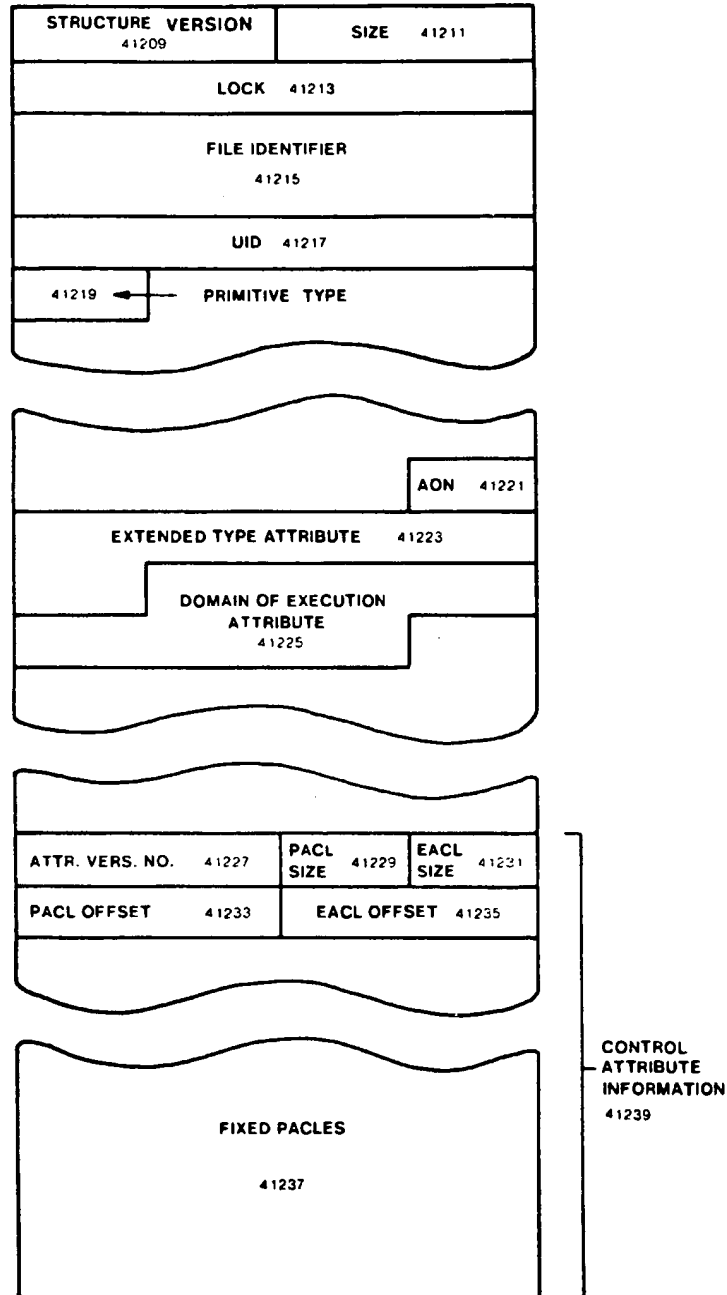 STRUCTURE VERSION
41209
SIZE 41211
LOCK 41213
FILE IDENTIFIER
41215
UID 41217
41219 PRIMITIVE TYPE
AON 41221
EXTENDED TYPE ATTRIBUTE 41223
DOMAIN OF EXECUTION
ATTRIBUTE
41225
ATTR. VERS. NO. 41227
PACL
SIZE 41229
EACL
SIZE 41231
PACL OFFSET 41233
EACL OFFSET 41235
FIXED PACLES
41237
CONTROL
ATTRIBUTE
INFORMATION
41239